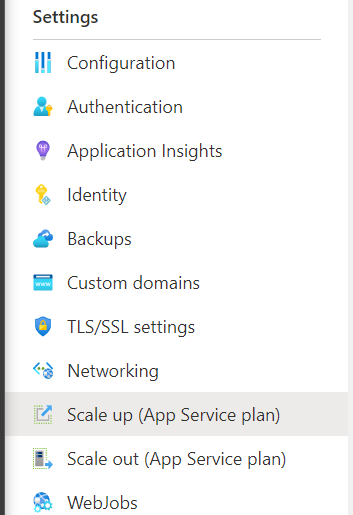 Settings
Configuration
Authentication
Application Insights
Identity
Backups
Custom domains
TLS/SSL settings
Networking
Scale up (App Service plan)
Scale out (App Service plan)
WebJobs